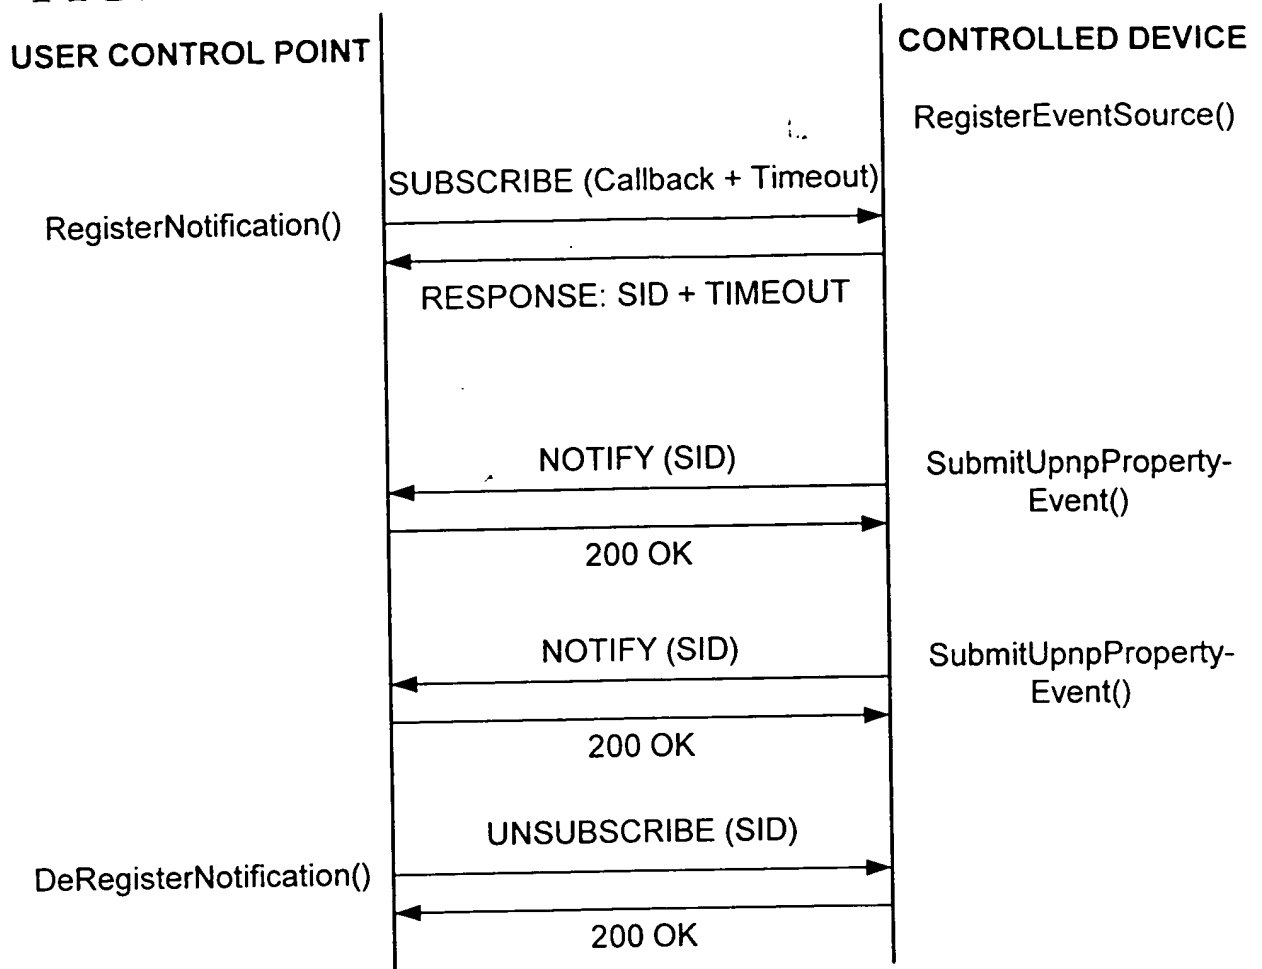 USER CONTROL POINT
CONTROLLED DEVICE
RegisterEventSource()
SUBSCRIBE (Callback + Timeout)
RegisterNotification()
RESPONSE: SID + TIMEOUT
NOTIFY (SID)
SubmitUpnpProperty-
Event()
200 OK
NOTIFY (SID)
SubmitUpnpProperty-
Event()
200 OK
UNSUBSCRIBE (SID)
DeRegisterNotification()
200 OK